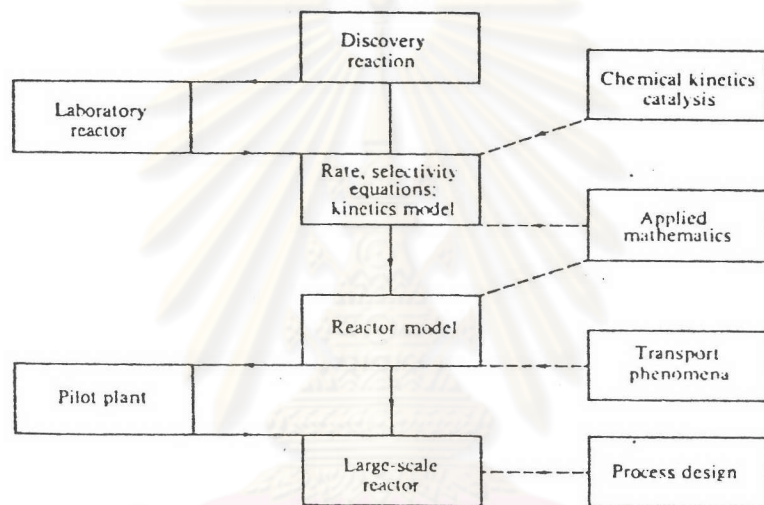 Discovery
reaction
Chemical kinetics
catalysis
Laboratory
reactor
Rate, selectivity
equations;
kinetics model
Applied
mathematics
Reactor model
Transport
phenomena
Pilot plant
Large-scale
reactor
Process design